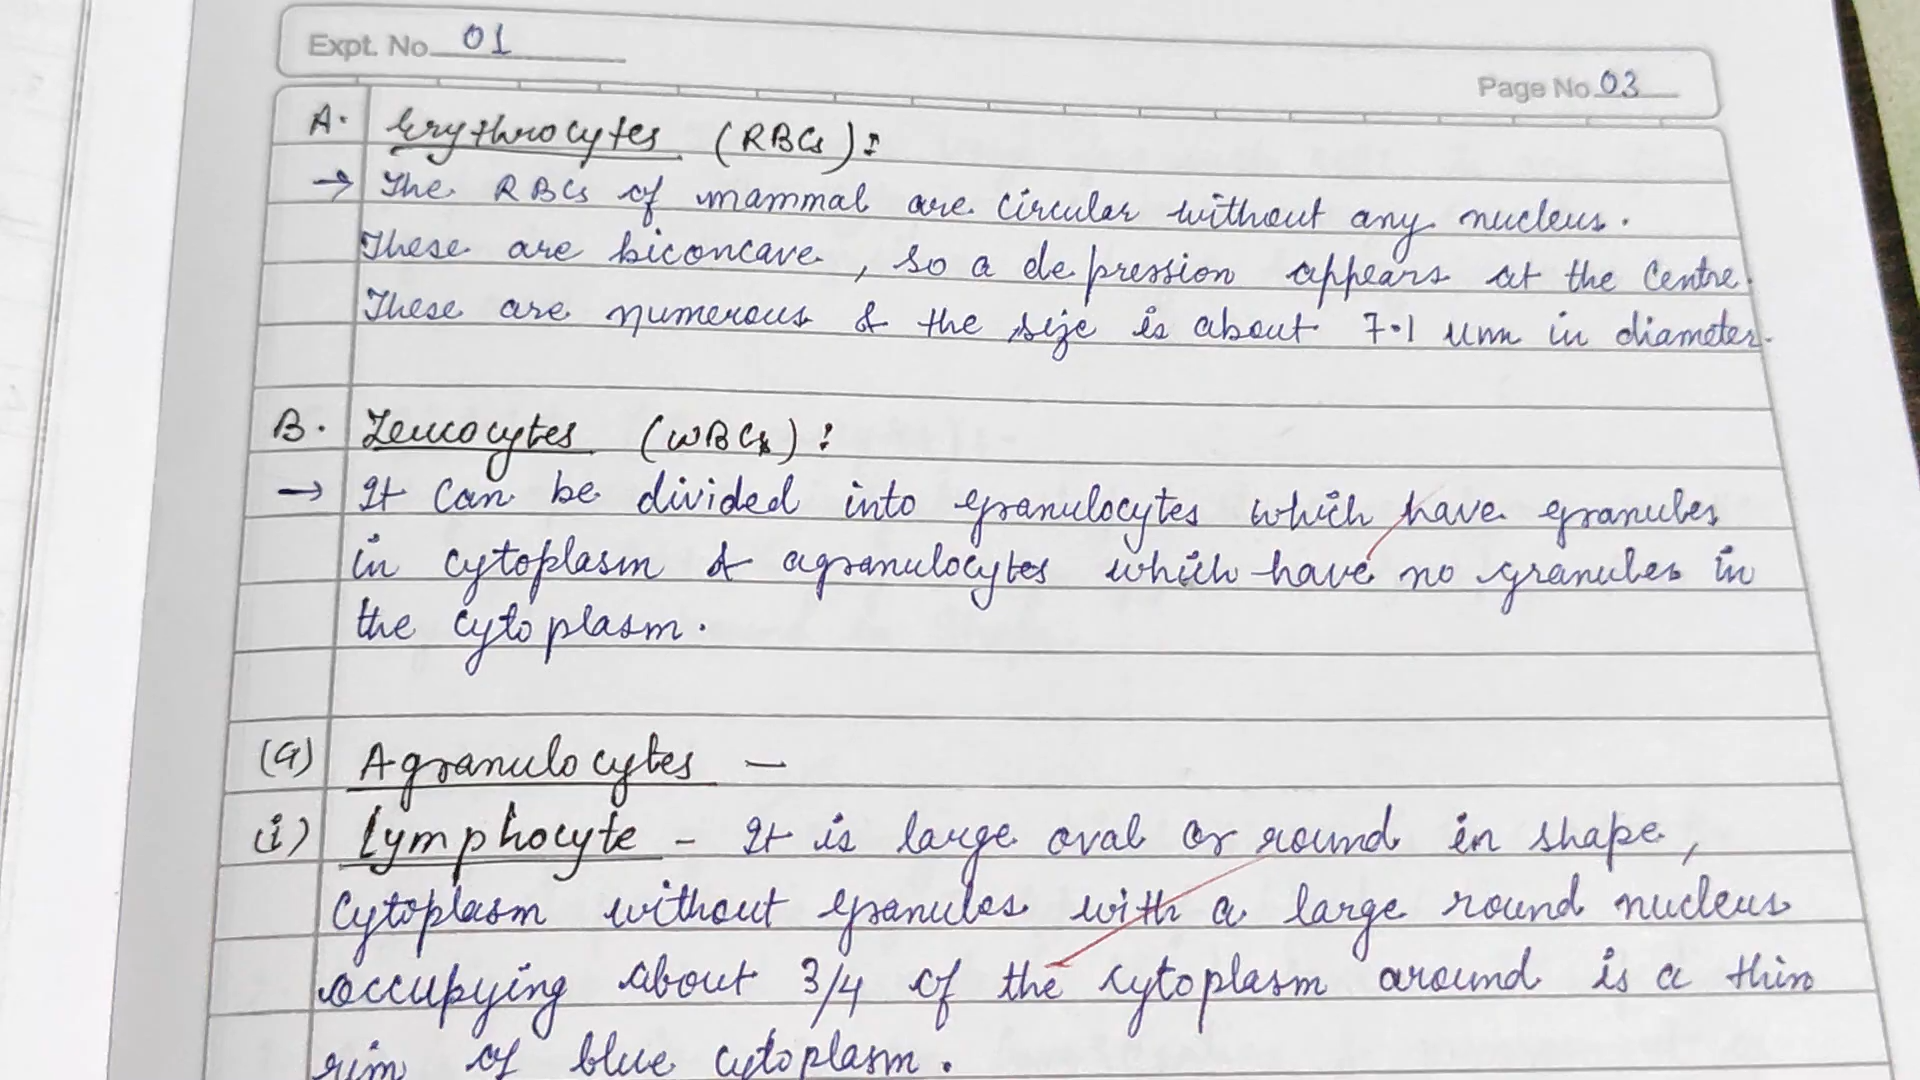 Expt. No. 01
Page No. 03
A. Erythrocytes (RBCs):
→ The RBCs of mammal are circular without any nucleus.
These are biconcave, so a depression appears at the centre.
These are numerous & the size is about 7.1 um in diameter.
B. Leucocytes (WBCs):
→ It can be divided into granulocytes which have granules
in cytoplasm & agranulocytes which have no granules in
the cytoplasm.
(a) Agranulocytes -
(i) Lymphocyte - It is large oval or round in shape,
Cytoplasm without granules with a large round nucleus
occupying about 3/4 of the cytoplasm around is a thin
rim of blue cytoplasm.